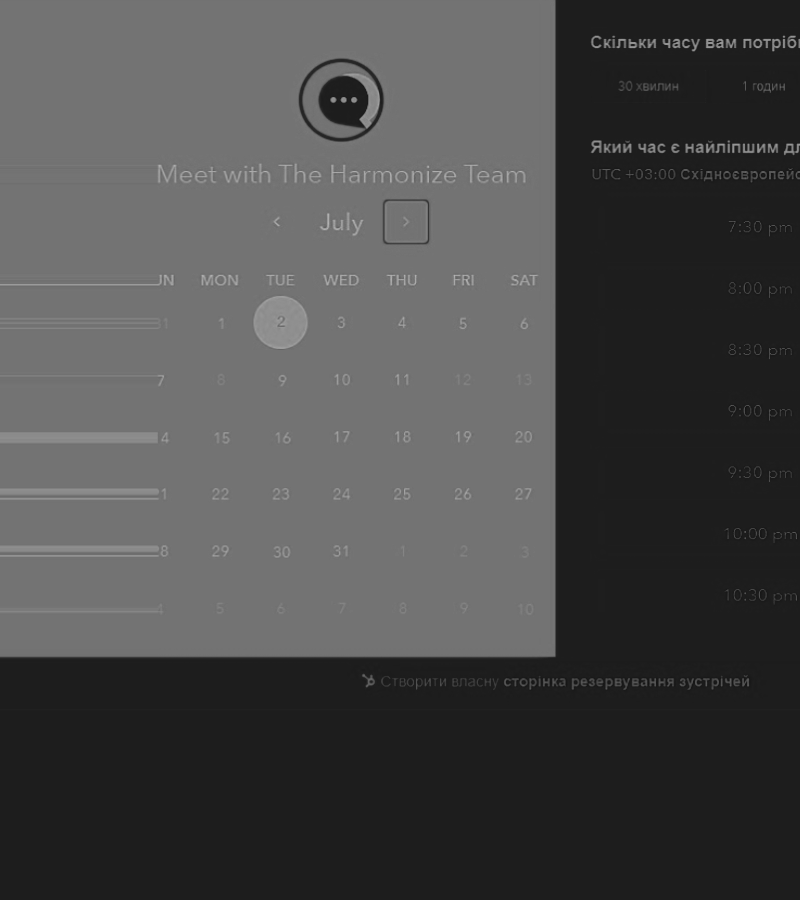 Meet with The Harmonize Team
July
UN MON TUE WED THU FRI SAT
31 1 2 3 4 5 6
7 8 9 10 11 12 13
4 15 16 17 18 19 20
1 22 23 24 25 26 27
8 29 30 31 1 2 3
4 5 6 7 8 9 10
Скільки часу вам потріб
30 хвилин 1 годин
Який час є найліпшим д
UTC +03:00 Східноєвропейс
7:30 pm
8:00 pm
8:30 pm
9:00 pm
9:30 pm
10:00 pm
10:30 pm
Створити власну сторінка резервування зустрічей